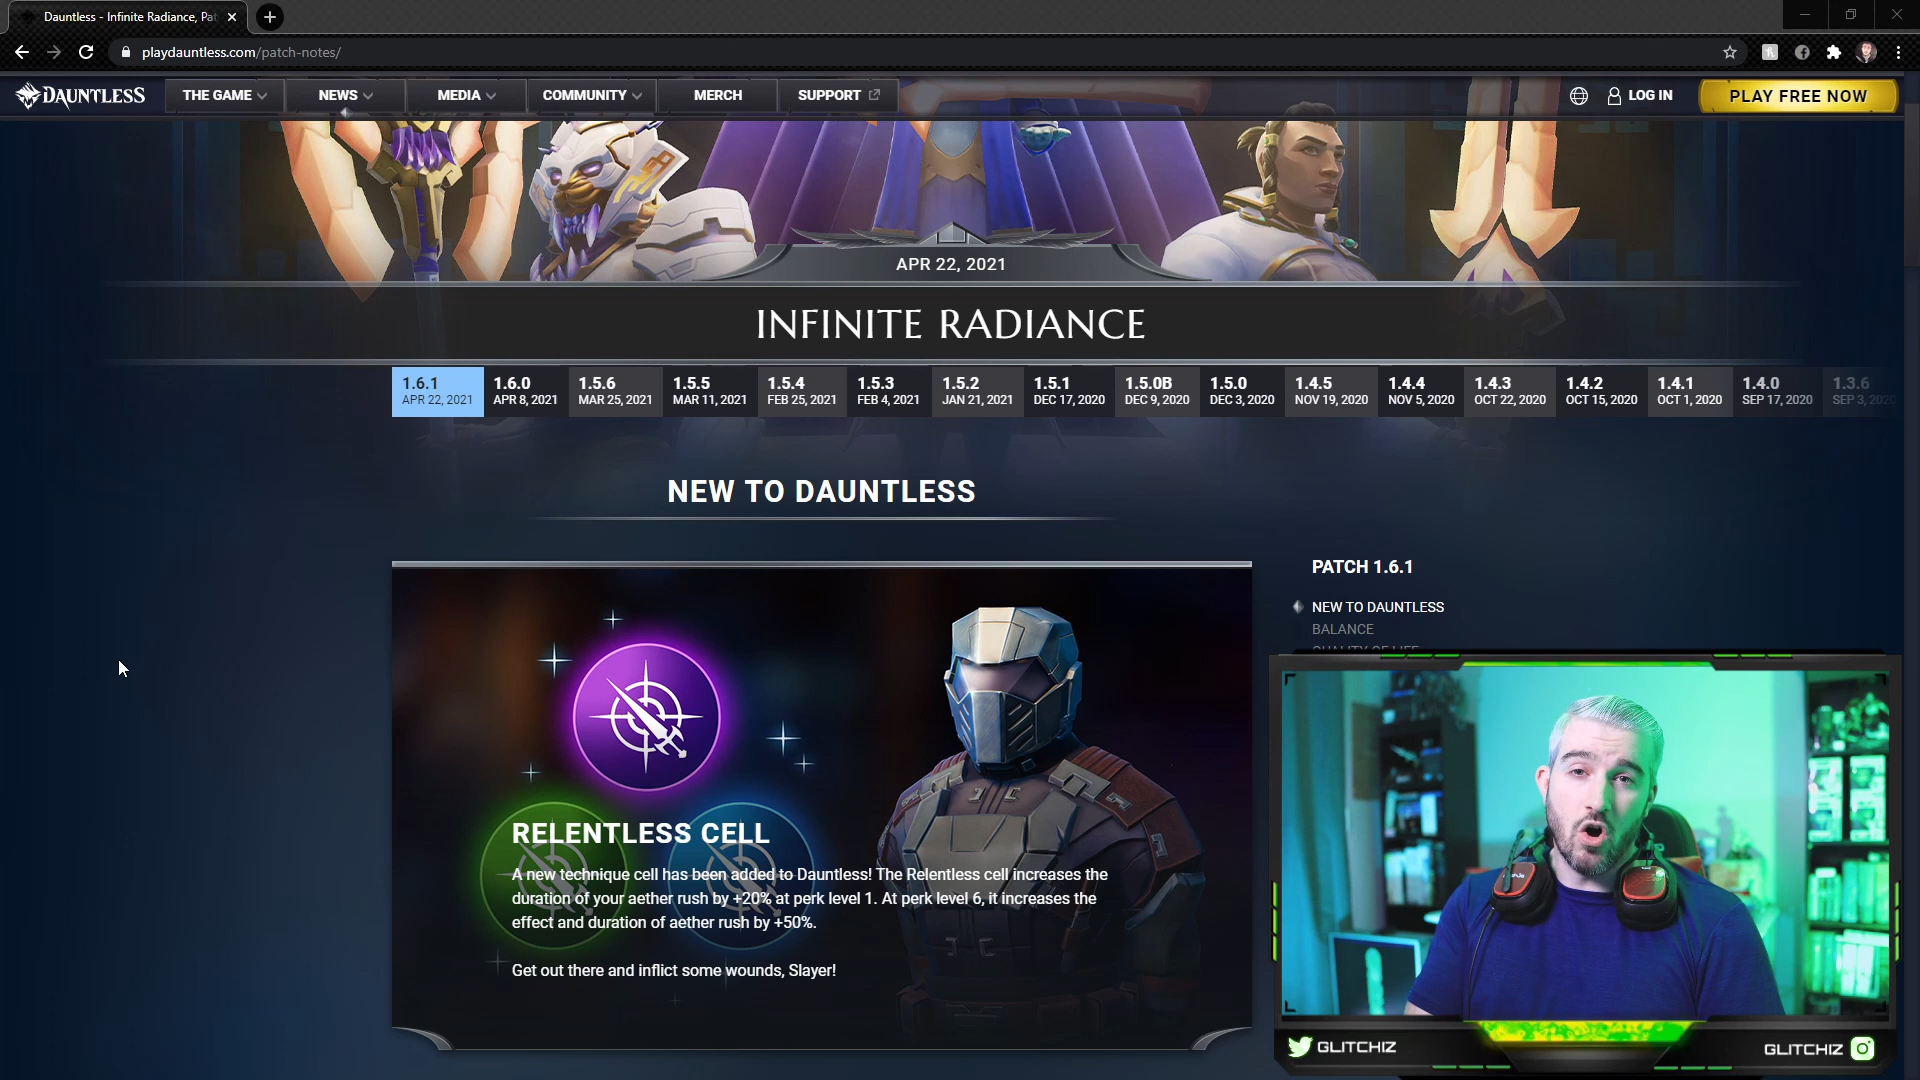 Dauntless - Infinite Radiance, Pat
playdauntless.com/patch-notes/
DAUNTLESS
THE GAME
NEWS
MEDIA
COMMUNITY
MERCH
SUPPORT
LOG IN
PLAY FREE NOW
APR 22, 2021
INFINITE RADIANCE
1.6.1 1.6.0 1.5.6 1.5.5 1.5.4 1.5.3 1.5.2 1.5.1 1.5.0B 1.5.0 1.4.5 1.4.4 1.4.3 1.4.2 1.4.1 1.4.0 1.3.6
APR 22, 2021 APR 8, 2021 MAR 25, 2021 MAR 11, 2021 FEB 25, 2021 FEB 4, 2021 JAN 21, 2021 DEC 17, 2020 DEC 9, 2020 DEC 3, 2020 NOV 19, 2020 NOV 5, 2020 OCT 22, 2020 OCT 15, 2020 OCT 1, 2020 SEP 17, 2020 SEP 3, 2020
NEW TO DAUNTLESS
PATCH 1.6.1
NEW TO DAUNTLESS
BALANCE
QUALITY OF LIFE
RELENTLESS CELL
A new technique cell has been added to Dauntless! The Relentless cell increases the
duration of your aether rush by +20% at perk level 1. At perk level 6, it increases the
effect and duration of aether rush by +50%.
Get out there and inflict some wounds, Slayer!
GLITCHIZ
GLITCHIZ